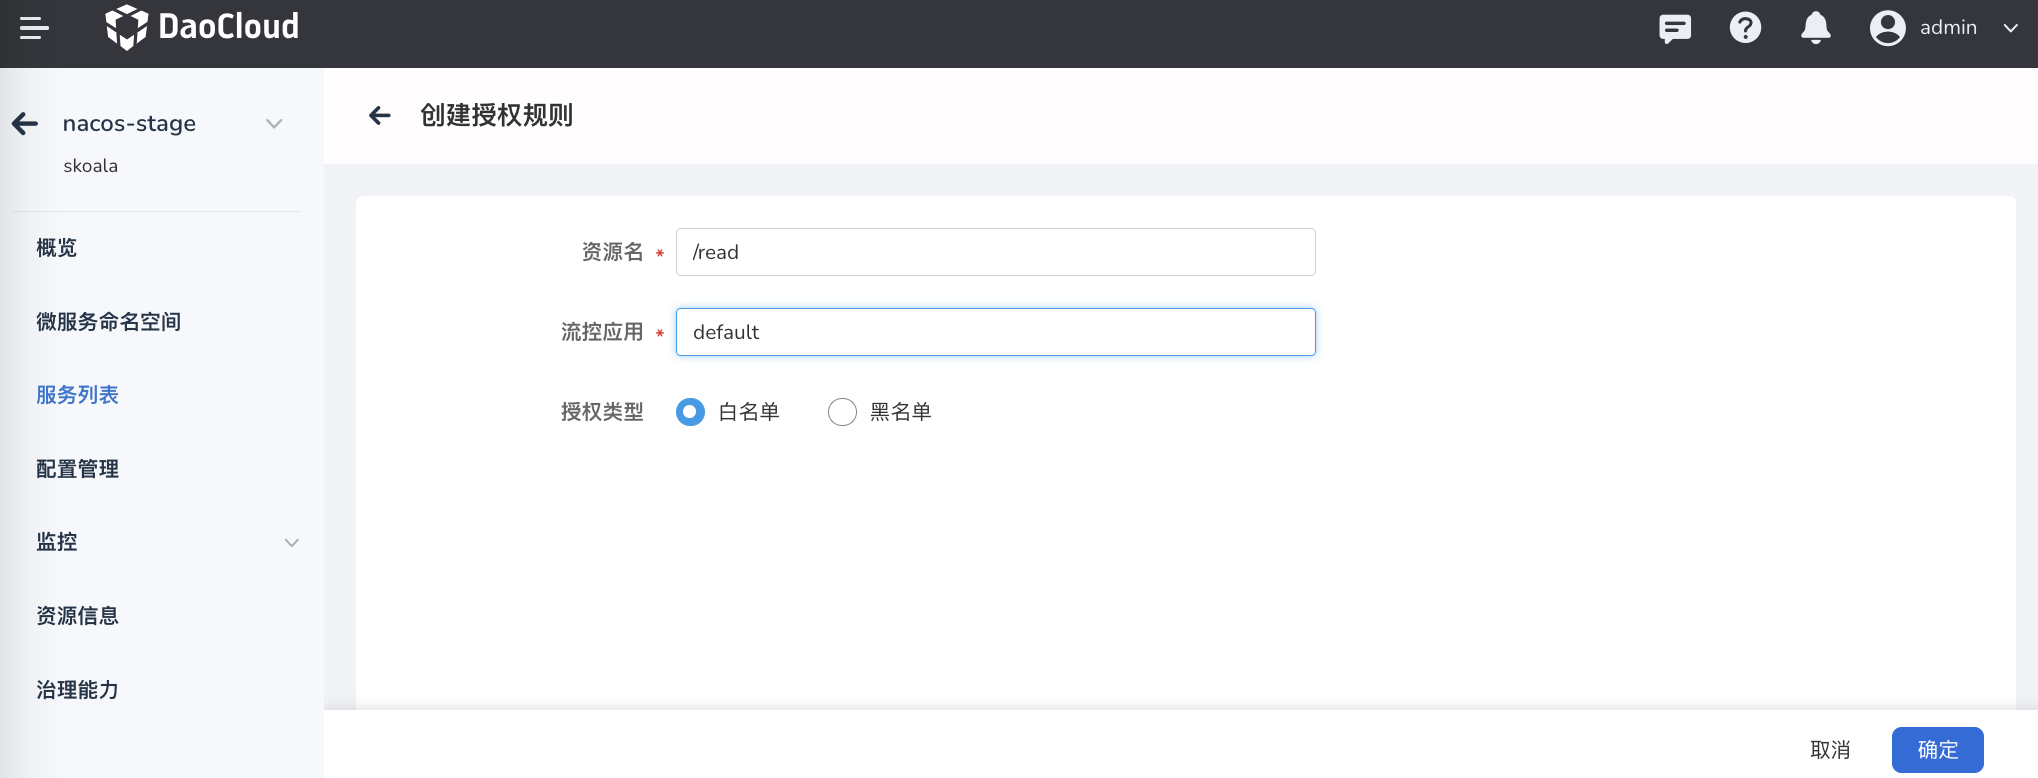 DaoCloud
admin
nacos-stage
skoala
概览
微服务命名空间
服务列表
配置管理
监控
资源信息
治理能力
创建授权规则
资源名 * /read
流控应用 * default
授权类型 白名单 黑名单
取消 确定